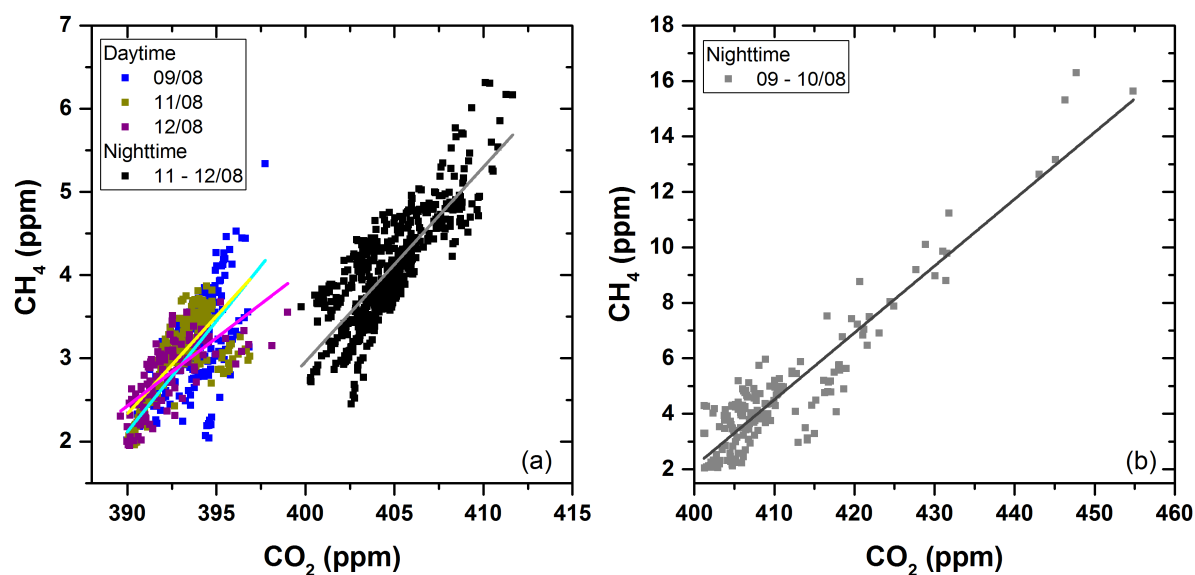 7
6
5
4
3
2
CH4 (ppm)
Daytime
09/08
11/08
12/08
Nighttime
11 - 12/08
(a)
390 395 400 405 410 415
CO2 (ppm)
18
16
14
12
10
8
6
4
2
CH4 (ppm)
Nighttime
09 - 10/08
(b)
400 410 420 430 440 450 460
CO2 (ppm)